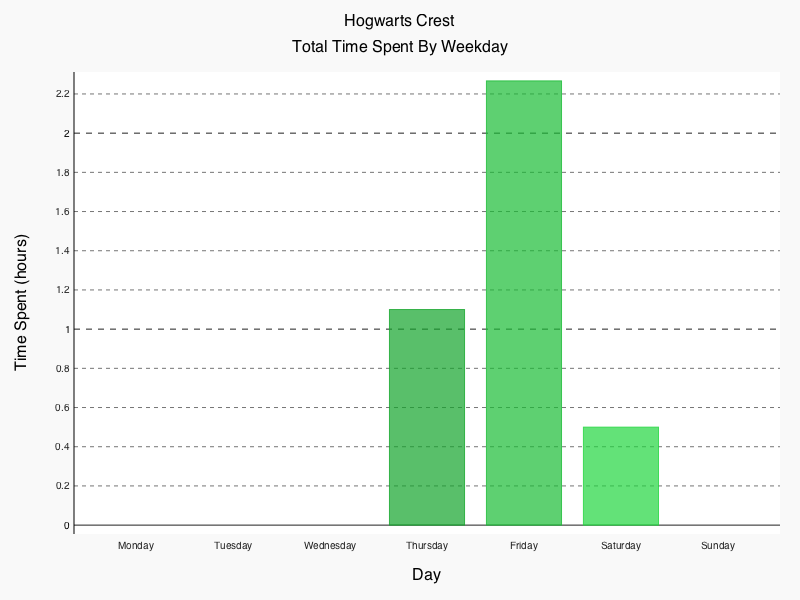 Hogwarts Crest
Total Time Spent By Weekday
Time Spent (hours)
2.2
2
1.8
1.6
1.4
1.2
1
0.8
0.6
0.4
0.2
0
Monday Tuesday Wednesday Thursday Friday Saturday Sunday
Day